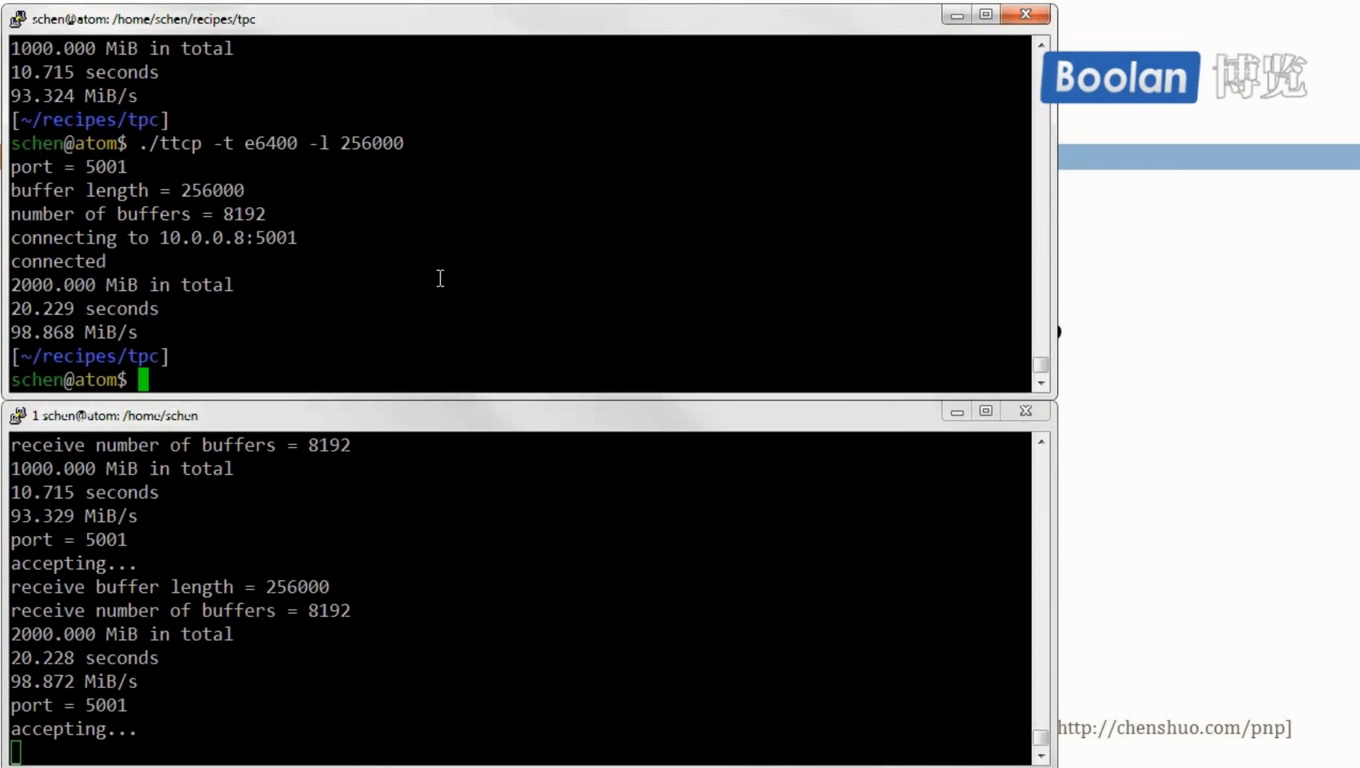 schen@atom: /home/schen/recipes/tpc
1000.000 MiB in total
10.715 seconds
93.324 MiB/s
[~/recipes/tpc]
schen@atom$ ./ttcp -t e6400 -l 256000
port = 5001
buffer length = 256000
number of buffers = 8192
connecting to 10.0.0.8:5001
connected
2000.000 MiB in total
20.229 seconds
98.868 MiB/s
[~/recipes/tpc]
schen@atom$
Boolan 博览
1 schen@atom: /home/schen
receive number of buffers = 8192
1000.000 MiB in total
10.715 seconds
93.329 MiB/s
port = 5001
accepting...
receive buffer length = 256000
receive number of buffers = 8192
2000.000 MiB in total
20.228 seconds
98.872 MiB/s
port = 5001
accepting...
http://chenshuo.com/pnp]